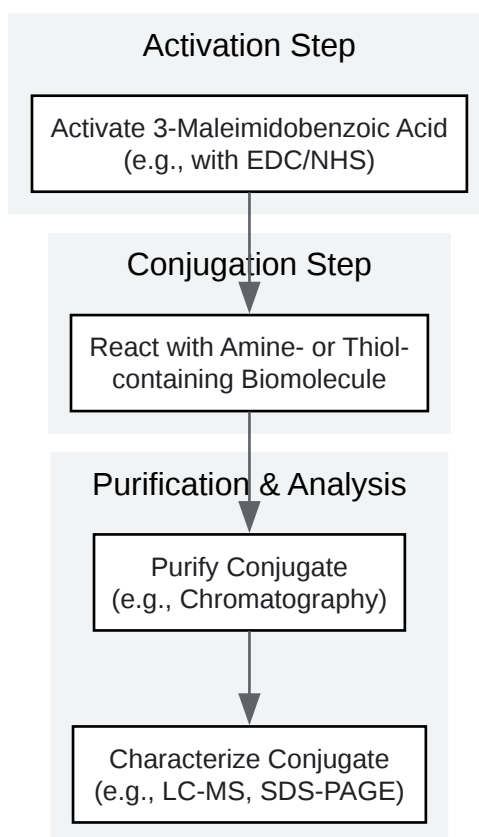 Activation Step
Activate 3-Maleimidobenzoic Acid
(e.g., with EDC/NHS)
Conjugation Step
React with Amine- or Thiol-
containing Biomolecule
Purification & Analysis
Purify Conjugate
(e.g., Chromatography)
Characterize Conjugate
(e.g., LC-MS, SDS-PAGE)